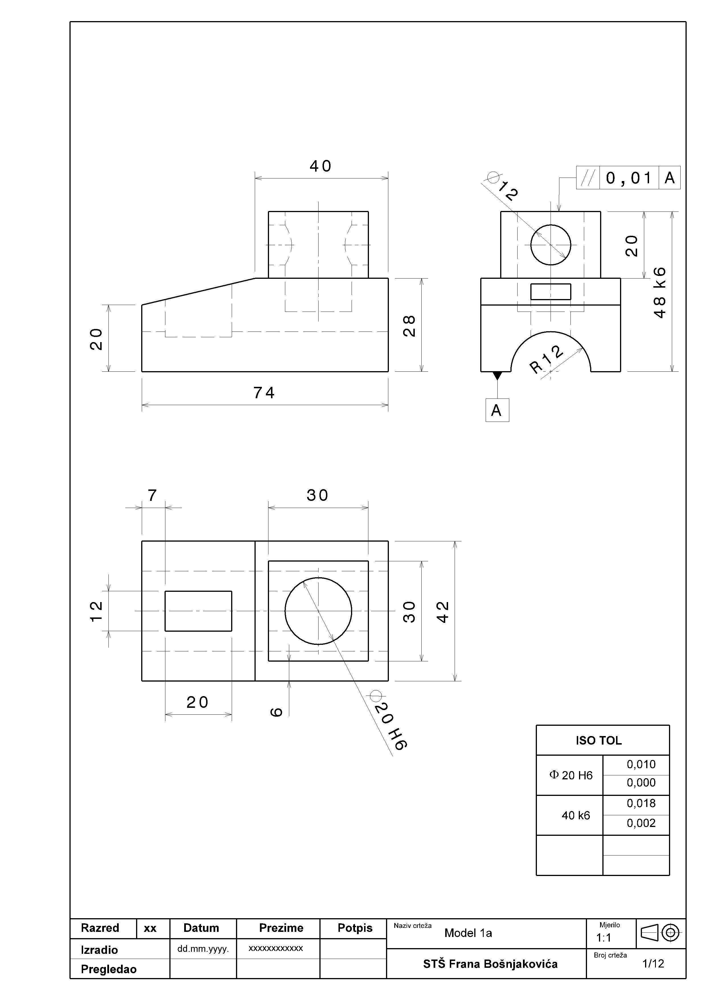 40
⌀12
// 0,01 A
20
48 k6
20
28
R12
74
A
7
30
12
30
42
20
6
⌀20 H6
ISO TOL
Φ 20 H6
0,010
0,000
40 k6
0,018
0,002
Razred xx Datum Prezime Potpis
Naziv crteža Model 1a
Mjerilo
1:1
Izradio dd.mm.yyyy. xxxxxxxxxxxx
Pregledao
STŠ Frana Bošnjakovića
Broj crteža
1/12